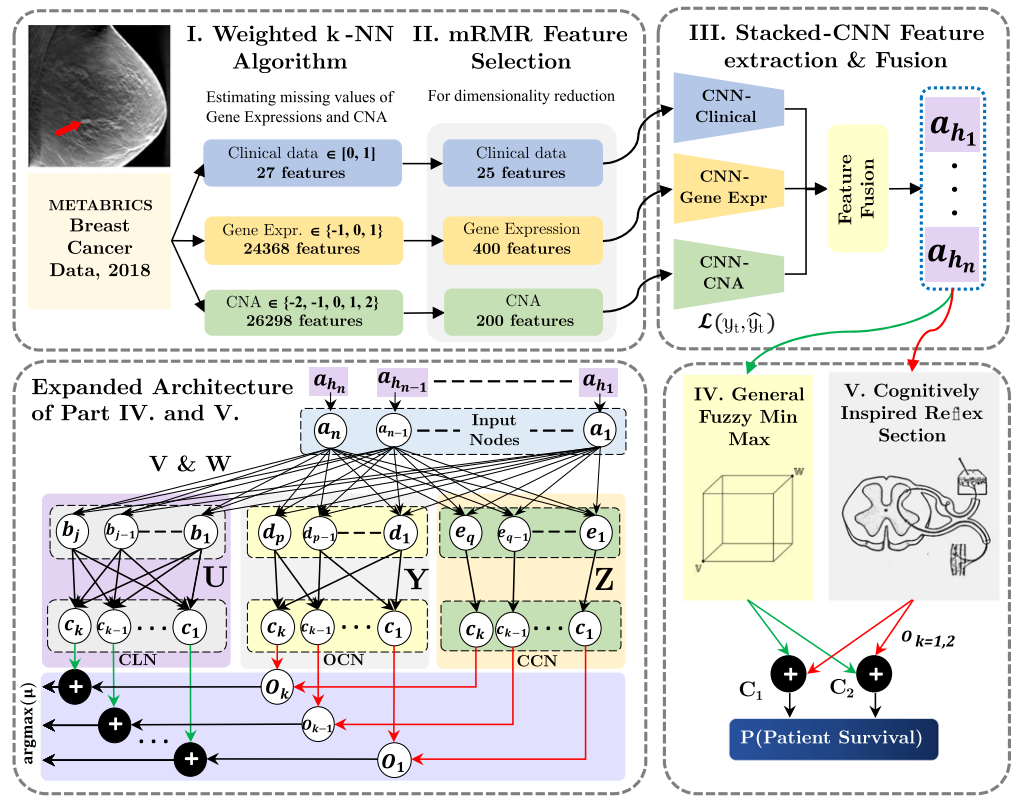 I. Weighted k-NN
Algorithm
Estimating missing values of
Gene Expressions and CNA
II. mRMR Feature
Selection
For dimensionality reduction
METABRICS
Breast
Cancer
Data, 2018
Clinical data ∈ [0, 1]
27 features
Gene Expr. ∈ {-1, 0, 1}
24368 features
CNA ∈ {-2, -1, 0, 1, 2}
26298 features
Clinical data
25 features
Gene Expression
400 features
CNA
200 features
III. Stacked-CNN Feature
extraction & Fusion
CNN-
Clinical
CNN-
Gene Expr
CNN-
CNA
ℒ(yₜ,ŷₜ)
Feature
Fusion
a_{h_1}
a_{h_n}
Expanded Architecture
of Part IV. and V.
a_{h_n} a_{h_{n-1}} a_{h_1}
a_n a_{n-1} Input a_1
Nodes
V & W
b_j b_{j-1} b_1 d_p d_{p-1} d_1 e_q e_{q-1} e_1
U Y Z
c_k c_{k-1} ... c_1 c_k c_{k-1} ... c_1 c_k c_{k-1} ... c_1
CLN OCN CCN
+ O_k
+ O_{k-1}
...
+ O_1
argmax(μ)
IV. General
Fuzzy Min
Max
W
V
V. Cognitively
Inspired Reflex
Section
O_{k=1,2}
+ +
C_1 C_2
P(Patient Survival)